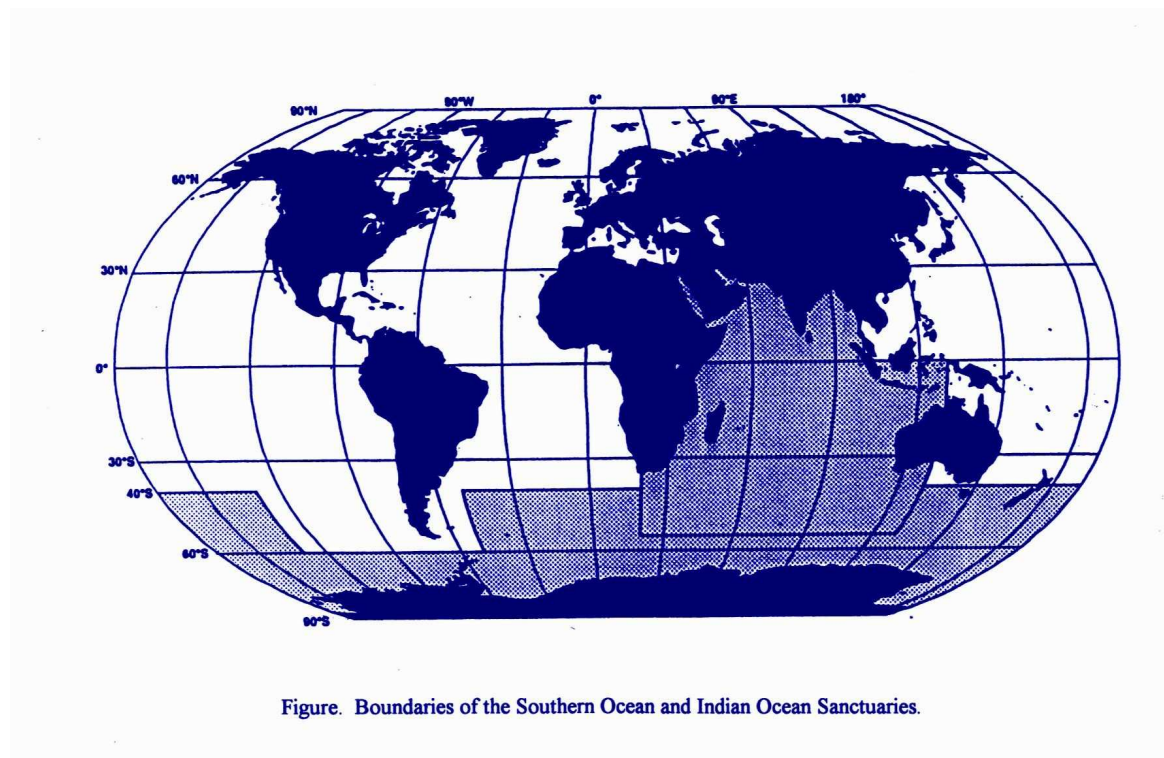 90°N 90°W 0° 90°E 180°
60°N
30°N
0°
30°S
40°S
60°S
90°S
Figure. Boundaries of the Southern Ocean and Indian Ocean Sanctuaries.